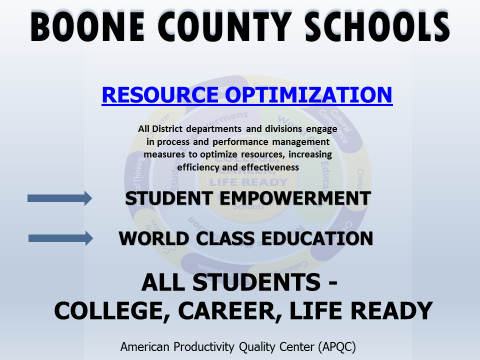 BOONE COUNTY SCHOOLS
RESOURCE OPTIMIZATION
All District departments and divisions engage
in process and performance management
measures to optimize resources, increasing
efficiency and effectiveness
LIFE READY
STUDENT EMPOWERMENT
WORLD CLASS EDUCATION
ALL STUDENTS -
COLLEGE, CAREER, LIFE READY
American Productivity Quality Center (APQC)